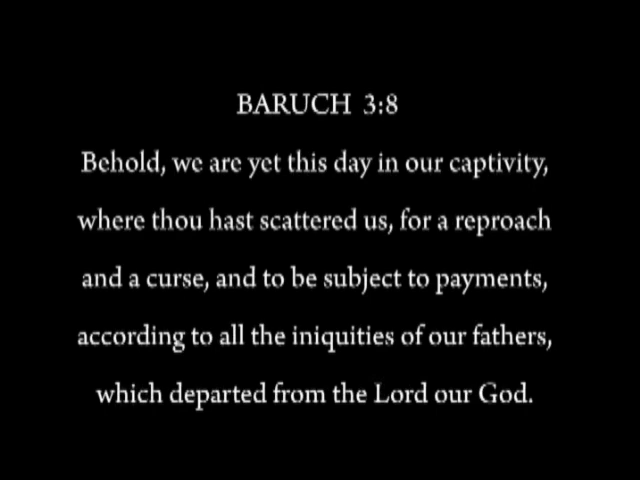 BARUCH 3:8
Behold, we are yet this day in our captivity,
where thou hast scattered us, for a reproach
and a curse, and to be subject to payments,
according to all the iniquities of our fathers,
which departed from the Lord our God.